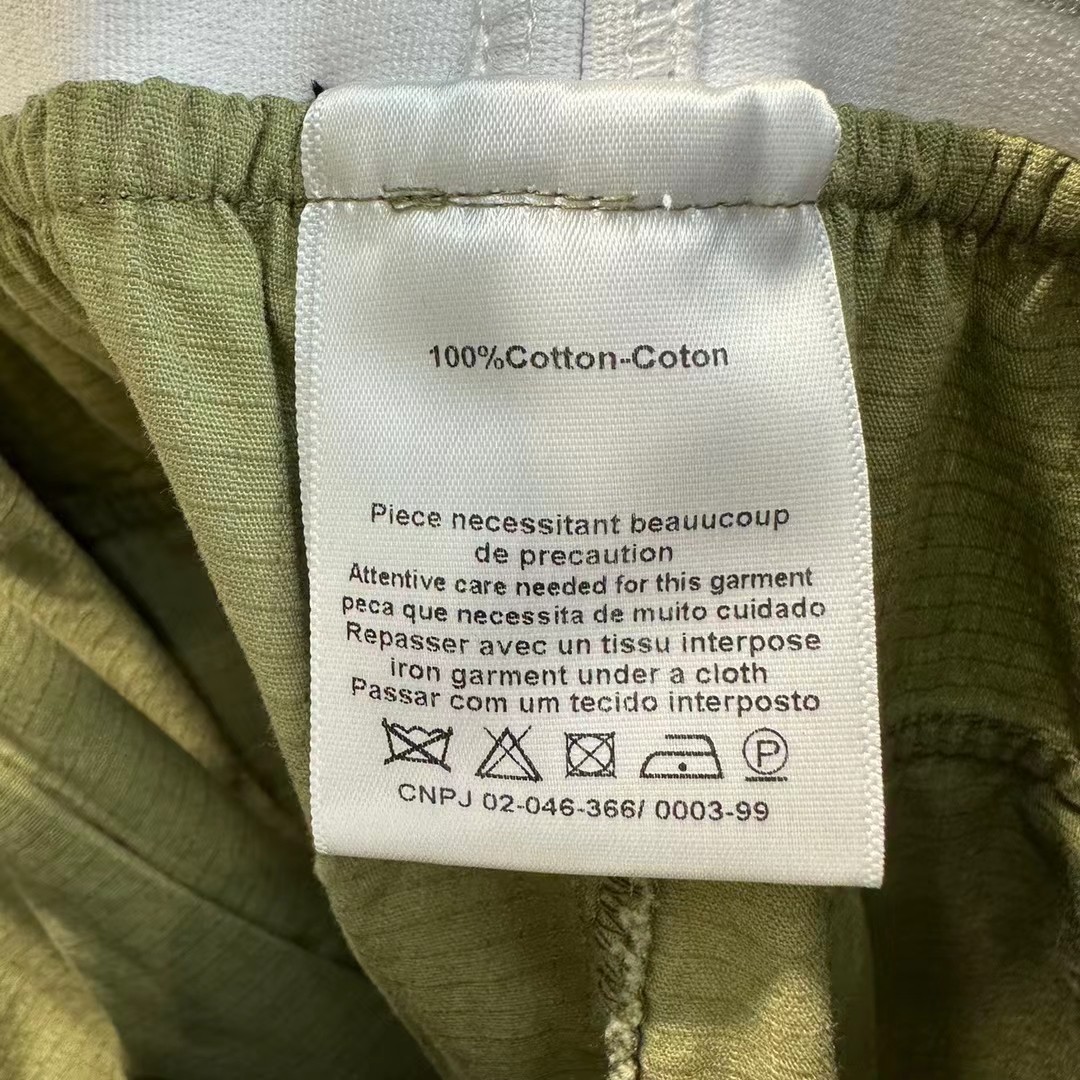 100%Cotton-Coton
Piece necessitant beauucoup
de precaution
Attentive care needed for this garment
peca que necessita de muito cuidado
Repasser avec un tissu interpose
iron garment under a cloth
Passar com um tecido interposto
P
CNPJ 02-046-366/ 0003-99